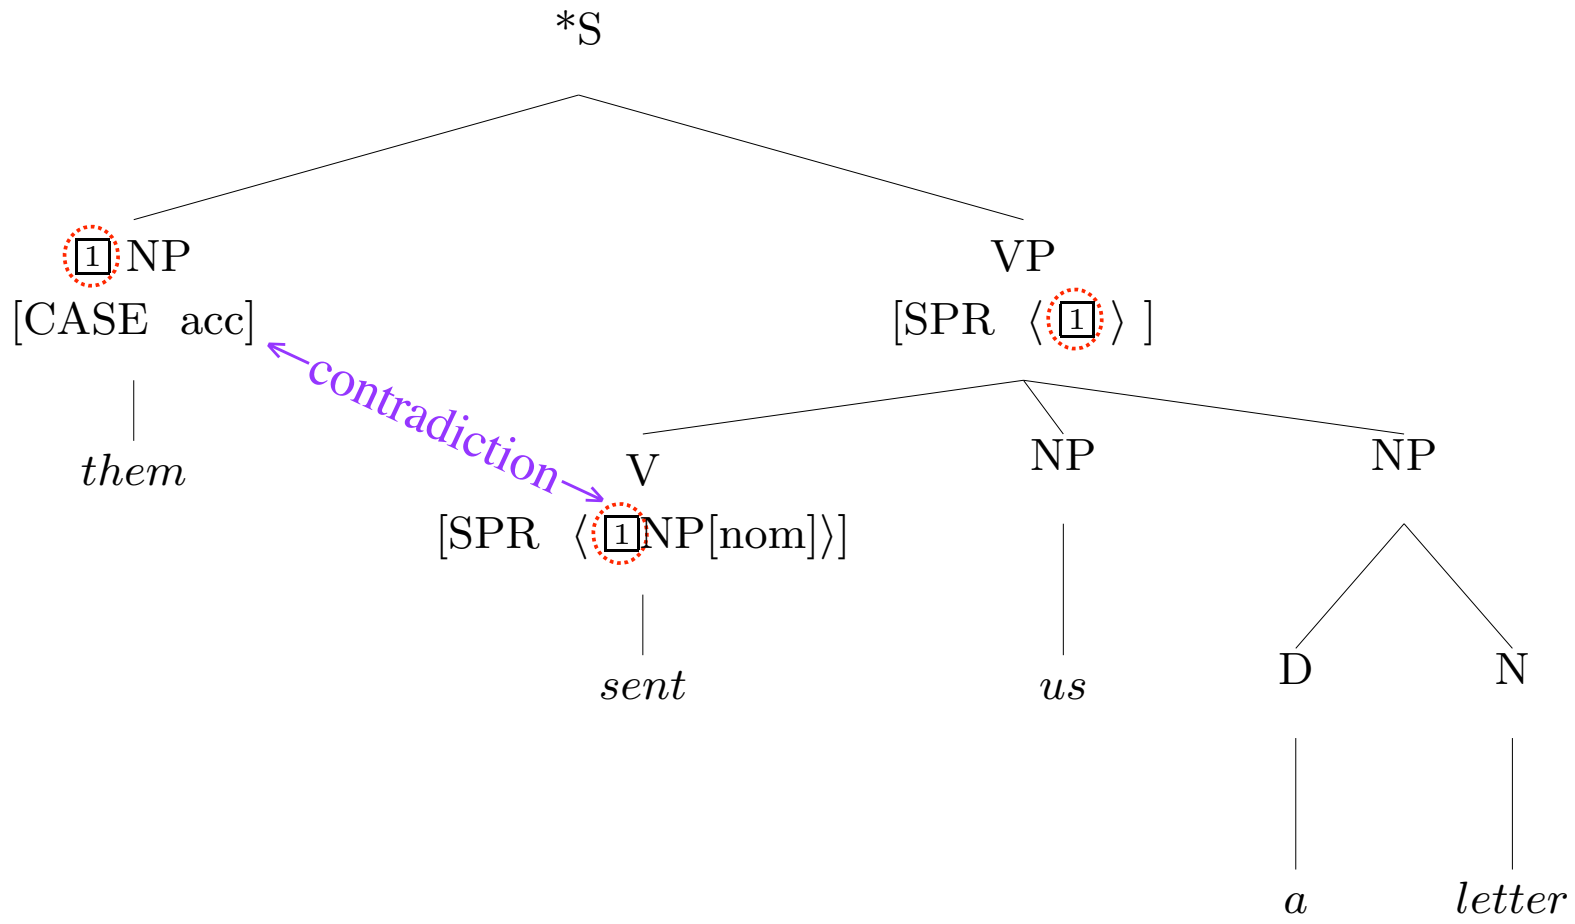 *S
1 NP VP
[CASE acc] [SPR ⟨ 1 ⟩ ]
contradiction
them V NP NP
[SPR ⟨ 1 NP[nom]⟩]
sent us D N
a letter